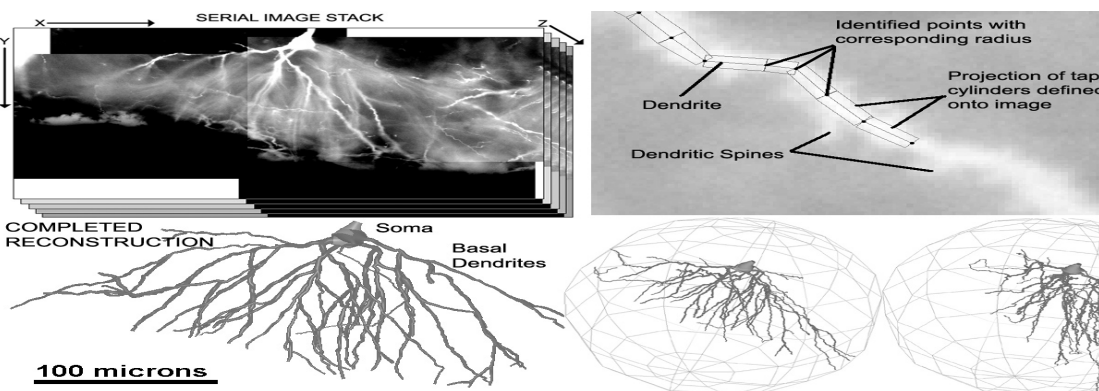 SERIAL IMAGE STACK
X
Y
Z
Identified points with
corresponding radius
Projection of
cylinders defined
onto image
Dendrite
Dendritic Spines
COMPLETED
RECONSTRUCTION
Soma
Basal
Dendrites
100 microns